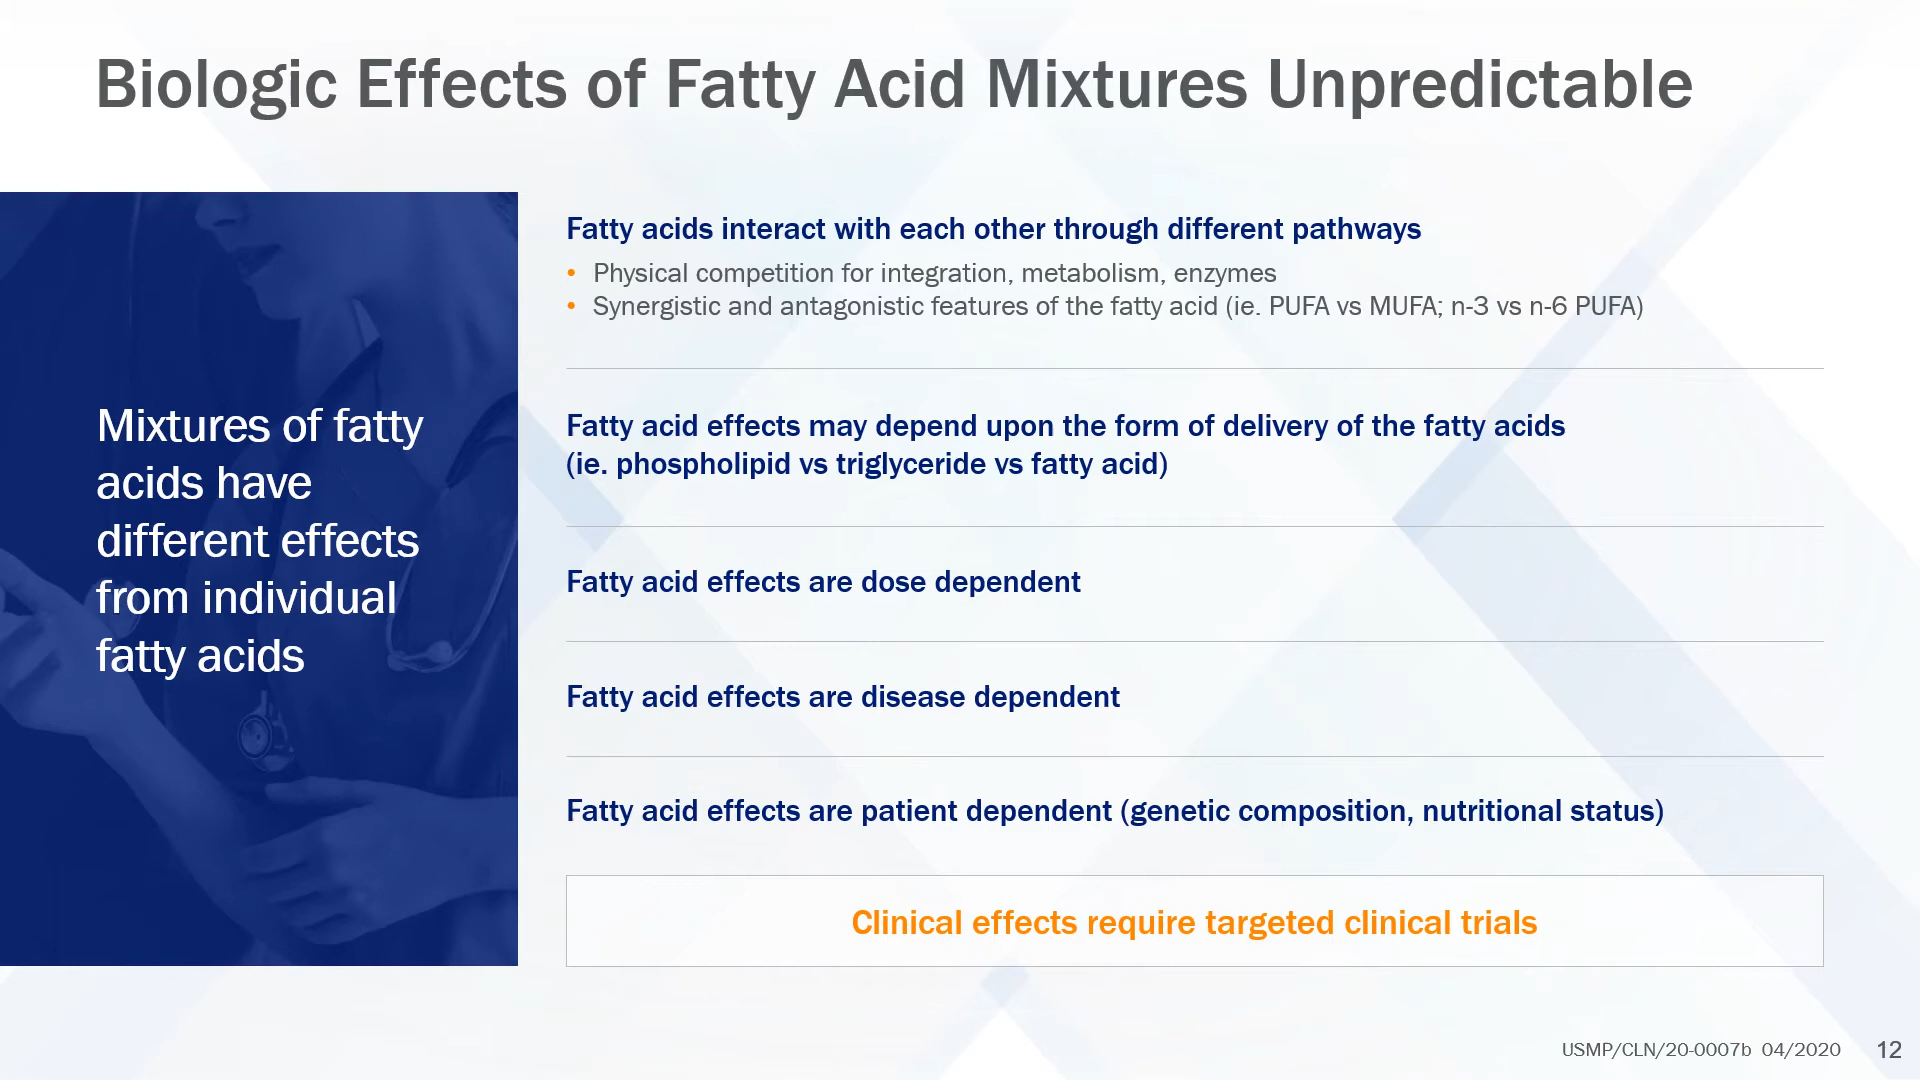 Biologic Effects of Fatty Acid Mixtures Unpredictable
Mixtures of fatty
acids have
different effects
from individual
fatty acids
Fatty acids interact with each other through different pathways
• Physical competition for integration, metabolism, enzymes
• Synergistic and antagonistic features of the fatty acid (ie. PUFA vs MUFA; n-3 vs n-6 PUFA)
Fatty acid effects may depend upon the form of delivery of the fatty acids
(ie. phospholipid vs triglyceride vs fatty acid)
Fatty acid effects are dose dependent
Fatty acid effects are disease dependent
Fatty acid effects are patient dependent (genetic composition, nutritional status)
Clinical effects require targeted clinical trials
USMP/CLN/20-0007b 04/2020 12